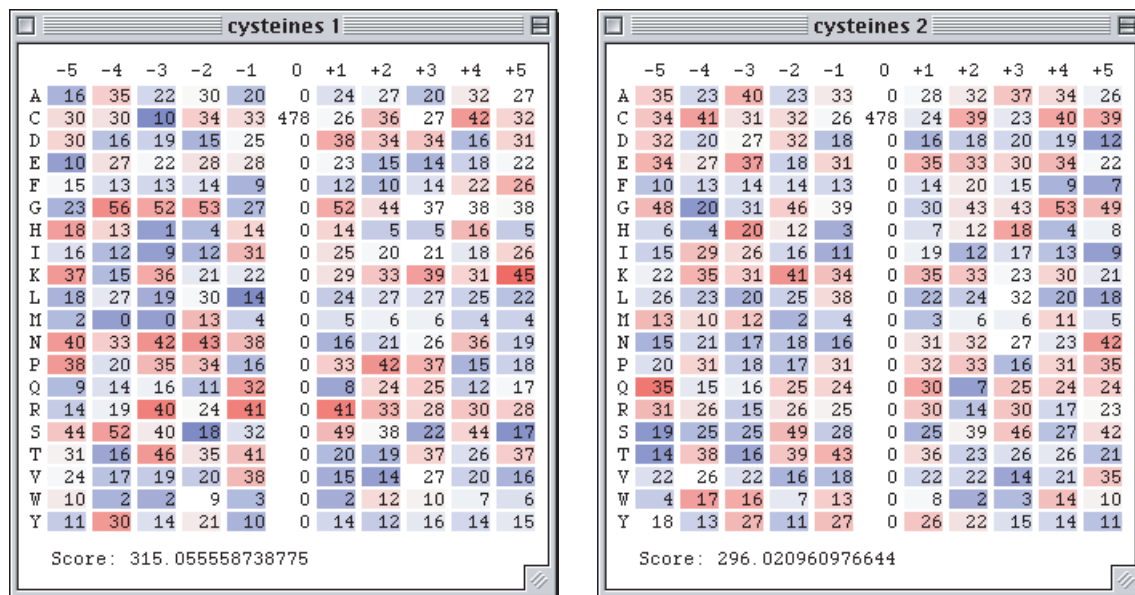 cysteines 1
-5 -4 -3 -2 -1 0 +1 +2 +3 +4 +5
A 16 35 22 30 20 0 24 27 20 32 27
C 30 30 10 34 33 478 26 36 27 42 32
D 30 16 19 15 25 0 38 34 34 16 31
E 10 27 22 28 28 0 23 15 14 18 22
F 15 13 13 14 9 0 12 10 14 22 26
G 23 56 52 53 27 0 52 44 37 38 38
H 18 13 1 4 14 0 14 5 5 16 5
I 16 12 9 12 31 0 25 20 21 18 26
K 37 15 36 21 22 0 29 33 39 31 45
L 18 27 19 30 14 0 24 27 27 25 22
M 2 0 0 13 4 0 5 6 6 4 4
N 40 33 42 43 38 0 16 21 26 36 19
P 38 20 35 34 16 0 33 42 37 15 18
Q 9 14 16 11 32 0 8 24 25 12 17
R 14 19 40 24 41 0 41 33 28 30 28
S 44 52 40 18 32 0 49 38 22 44 17
T 31 16 46 35 41 0 20 19 37 26 37
V 24 17 19 20 38 0 15 14 27 20 16
W 10 2 2 9 3 0 2 12 10 7 6
Y 11 30 14 21 10 0 14 12 16 14 15
Score: 315.055558738775
cysteines 2
-5 -4 -3 -2 -1 0 +1 +2 +3 +4 +5
A 35 23 40 23 33 0 28 32 37 34 26
C 34 41 31 32 26 478 24 39 23 40 39
D 32 20 27 32 18 0 16 18 20 19 12
E 34 27 37 18 31 0 35 33 30 34 22
F 10 13 14 14 13 0 14 20 15 9 7
G 48 20 31 46 39 0 30 43 43 53 49
H 6 4 20 12 3 0 7 12 18 4 8
I 15 29 26 16 11 0 19 12 17 13 9
K 22 35 31 41 34 0 35 33 23 30 21
L 26 23 20 25 38 0 22 24 32 20 18
M 13 10 12 2 4 0 3 6 6 11 5
N 15 21 17 18 16 0 31 32 27 23 42
P 20 31 18 17 31 0 32 33 16 31 35
Q 35 15 16 25 24 0 30 7 25 24 24
R 31 26 15 26 25 0 30 14 30 17 23
S 19 25 25 49 28 0 25 39 46 27 42
T 14 38 16 39 43 0 36 23 26 26 21
V 22 26 22 16 18 0 22 22 14 21 35
W 4 17 16 7 13 0 8 2 3 14 10
Y 18 13 27 11 27 0 26 22 15 14 11
Score: 296.020960976644